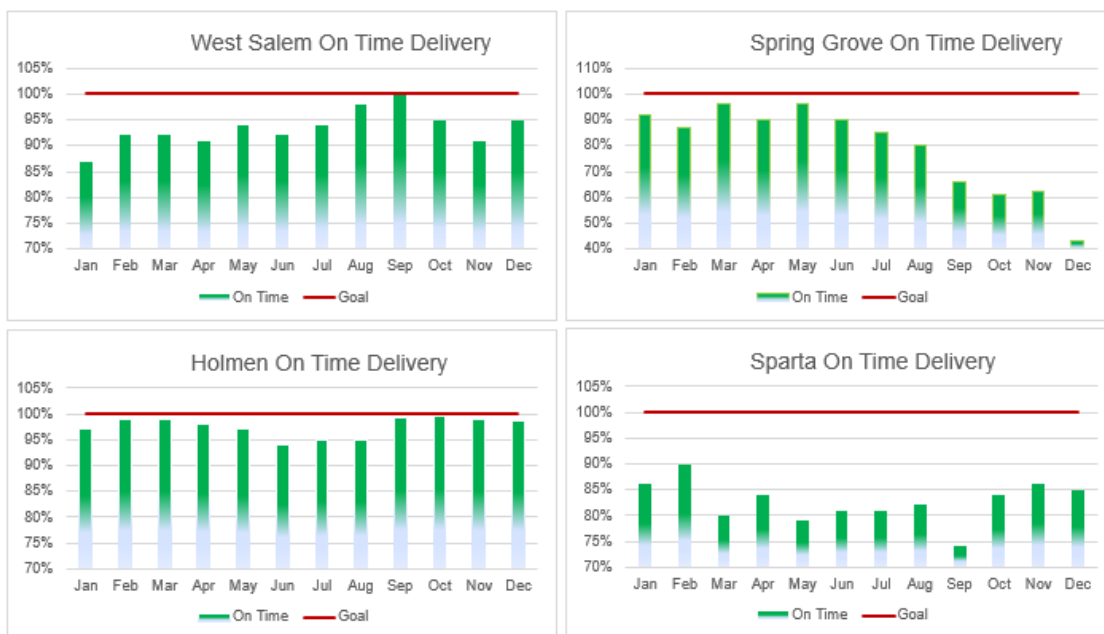 West Salem On Time Delivery
105%
100%
95%
90%
85%
80%
75%
70%
Jan Feb Mar Apr May Jun Jul Aug Sep Oct Nov Dec
On Time Goal
Spring Grove On Time Delivery
110%
100%
90%
80%
70%
60%
50%
40%
Jan Feb Mar Apr May Jun Jul Aug Sep Oct Nov Dec
On Time Goal
Holmen On Time Delivery
105%
100%
95%
90%
85%
80%
75%
70%
Jan Feb Mar Apr May Jun Jul Aug Sep Oct Nov Dec
On Time Goal
Sparta On Time Delivery
105%
100%
95%
90%
85%
80%
75%
70%
Jan Feb Mar Apr May Jun Jul Aug Sep Oct Nov Dec
On Time Goal